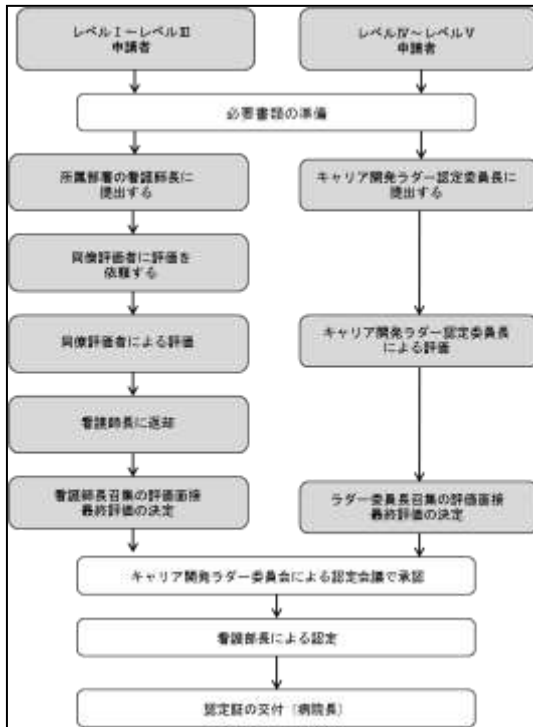 レベルⅠ～レベルⅢ
申請者
レベルⅣ～レベルⅤ
申請者
必要書類の準備
所属部署の看護師長に
提出する
キャリア開発ラダー認定委員長に
提出する
同僚評価者に評価を
依頼する
同僚評価者による評価
キャリア開発ラダー認定委員長
による評価
看護師長に返却
看護師長召集の評価面接
最終評価の決定
ラダー委員長召集の評価面接
最終評価の決定
キャリア開発ラダー委員会による認定会議で承認
看護部長による認定
認定証の交付（病院長）